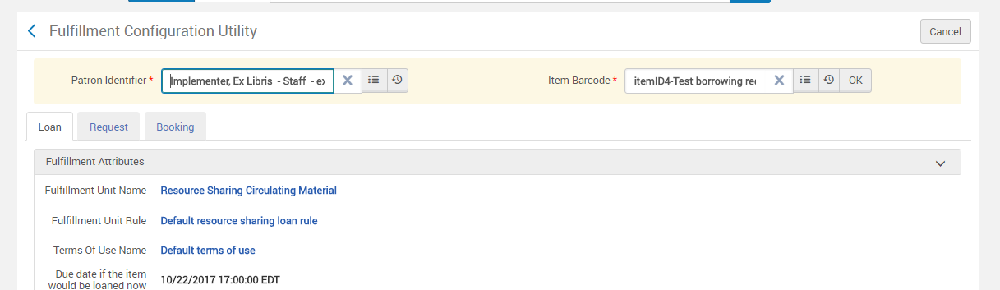 Fulfillment Configuration Utility
Cancel
Patron Identifier * Implementer, Ex Libris - Staff - ex
Item Barcode * itemID4-Test borrowing rec OK
Loan Request Booking
Fulfillment Attributes
Fulfillment Unit Name Resource Sharing Circulating Material
Fulfillment Unit Rule Default resource sharing loan rule
Terms Of Use Name Default terms of use
Due date if the item
would be loaned now 10/22/2017 17:00:00 EDT